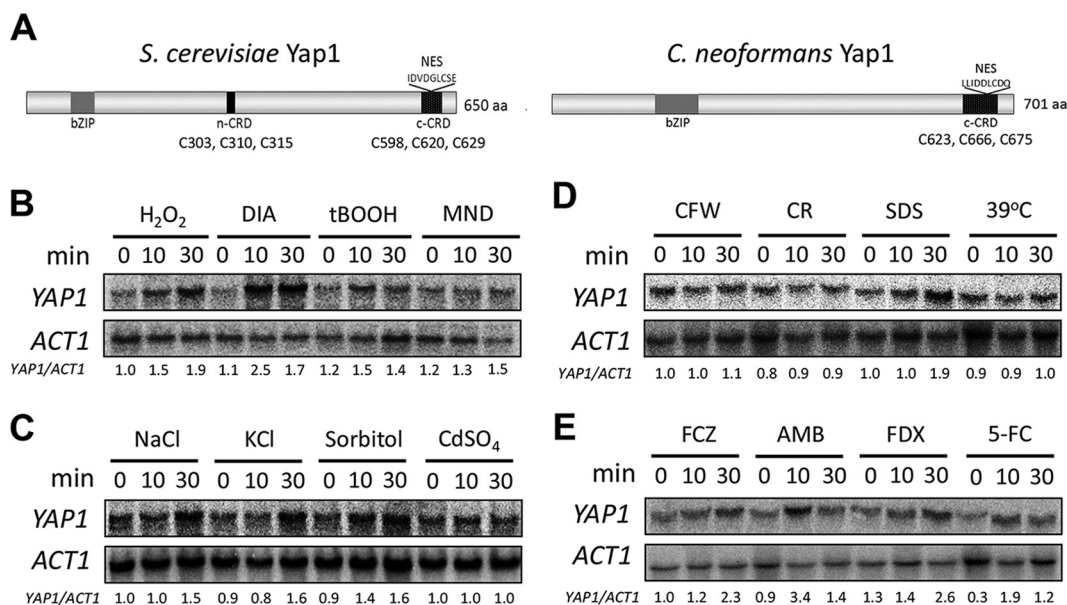 A
S. cerevisiae Yap1
NES
IDVDGLCSE
650 aa
bZIP
n-CRD
c-CRD
C303, C310, C315
C598, C620, C629
C. neoformans Yap1
NES
LLIDDLCDQ
701 aa
bZIP
c-CRD
C623, C666, C675
B
H₂O₂ DIA tBOOH MND
min 0 10 30 0 10 30 0 10 30 0 10 30
YAP1
ACT1
YAP1/ACT1 1.0 1.5 1.9 1.1 2.5 1.7 1.2 1.5 1.4 1.2 1.3 1.5
C
NaCl KCl Sorbitol CdSO₄
min 0 10 30 0 10 30 0 10 30 0 10 30
YAP1
ACT1
YAP1/ACT1 1.0 1.0 1.5 0.9 0.8 1.6 0.9 1.4 1.6 1.0 1.0 1.0
D
CFW CR SDS 39°C
min 0 10 30 0 10 30 0 10 30 0 10 30
YAP1
ACT1
YAP1/ACT1 1.0 1.0 1.1 0.8 0.9 0.9 1.0 1.0 1.9 0.9 0.9 1.0
E
FCZ AMB FDX 5-FC
min 0 10 30 0 10 30 0 10 30 0 10 30
YAP1
ACT1
YAP1/ACT1 1.0 1.2 2.3 0.9 3.4 1.4 1.3 1.4 2.6 0.3 1.9 1.2